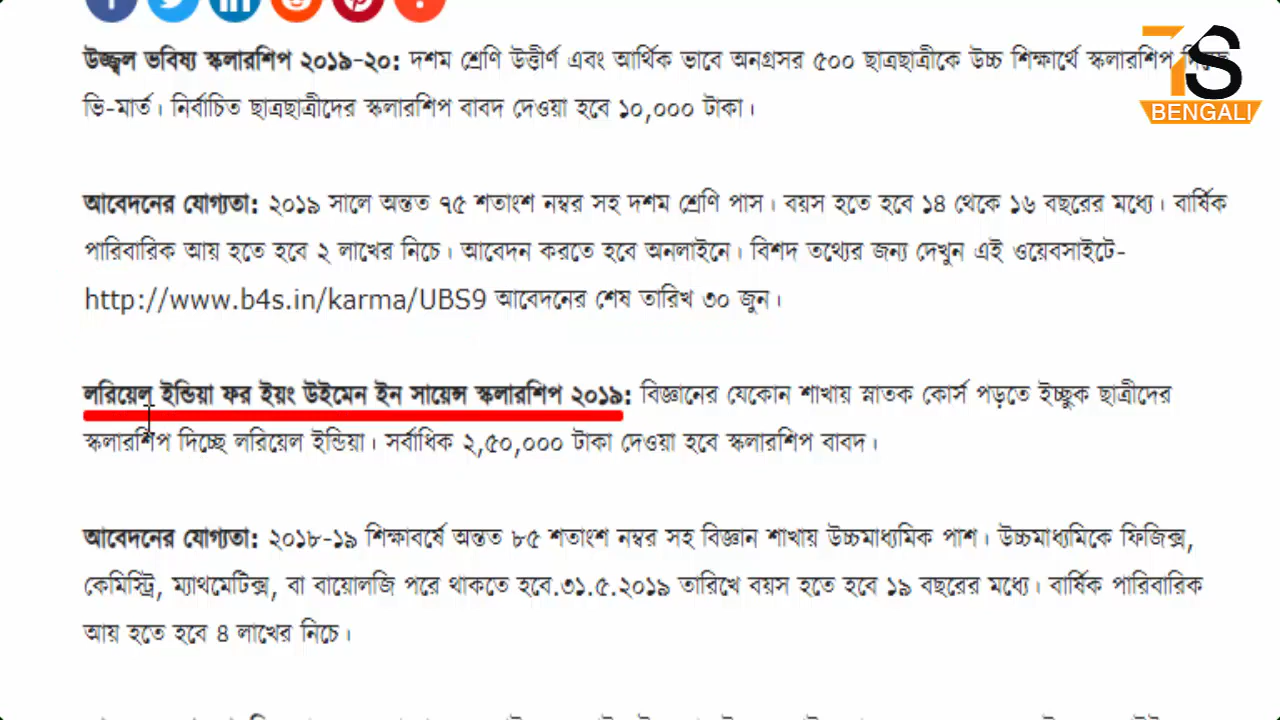 উজ্জ্বল ভবিষ্য স্কলারশিপ ২০১৯-২০: দশম শ্রেণি উত্তীর্ণ এবং আর্থিক ভাবে অনগ্রসর ৫০০ ছাত্রছাত্রীকে উচ্চ শিক্ষার্থে স্কলারশিপ
ভি-মার্ত। নির্বাচিত ছাত্রছাত্রীদের স্কলারশিপ বাবদ দেওয়া হবে ১০,০০০ টাকা।
7S
BENGALI
আবেদনের যোগ্যতা: ২০১৯ সালে অন্তত ৭৫ শতাংশ নম্বর সহ দশম শ্রেণি পাস। বয়স হতে হবে ১৪ থেকে ১৬ বছরের মধ্যে। বার্ষিক
পারিবারিক আয় হতে হবে ২ লাখের নিচে। আবেদন করতে হবে অনলাইনে। বিশদ তথ্যের জন্য দেখুন এই ওয়েবসাইটে-
http://www.b4s.in/karma/UBS9 আবেদনের শেষ তারিখ ৩০ জুন।
লরিয়েল ইন্ডিয়া ফর ইয়ং উইমেন ইন সায়েন্স স্কলারশিপ ২০১৯: বিজ্ঞানের যেকোন শাখায় স্নাতক কোর্স পড়তে ইচ্ছুক ছাত্রীদের
স্কলারশিপ দিচ্ছে লরিয়েল ইন্ডিয়া। সর্বাধিক ২,৫০,০০০ টাকা দেওয়া হবে স্কলারশিপ বাবদ।
আবেদনের যোগ্যতা: ২০১৮-১৯ শিক্ষাবর্ষে অন্তত ৮৫ শতাংশ নম্বর সহ বিজ্ঞান শাখায় উচ্চমাধ্যমিক পাশ। উচ্চমাধ্যমিকে ফিজিক্স,
কেমিস্ট্রি, ম্যাথমেটিক্স, বা বায়োলজি পরে থাকতে হবে.৩১.৫.২০১৯ তারিখে বয়স হতে হবে ১৯ বছরের মধ্যে। বার্ষিক পারিবারিক
আয় হতে হবে ৪ লাখের নিচে।